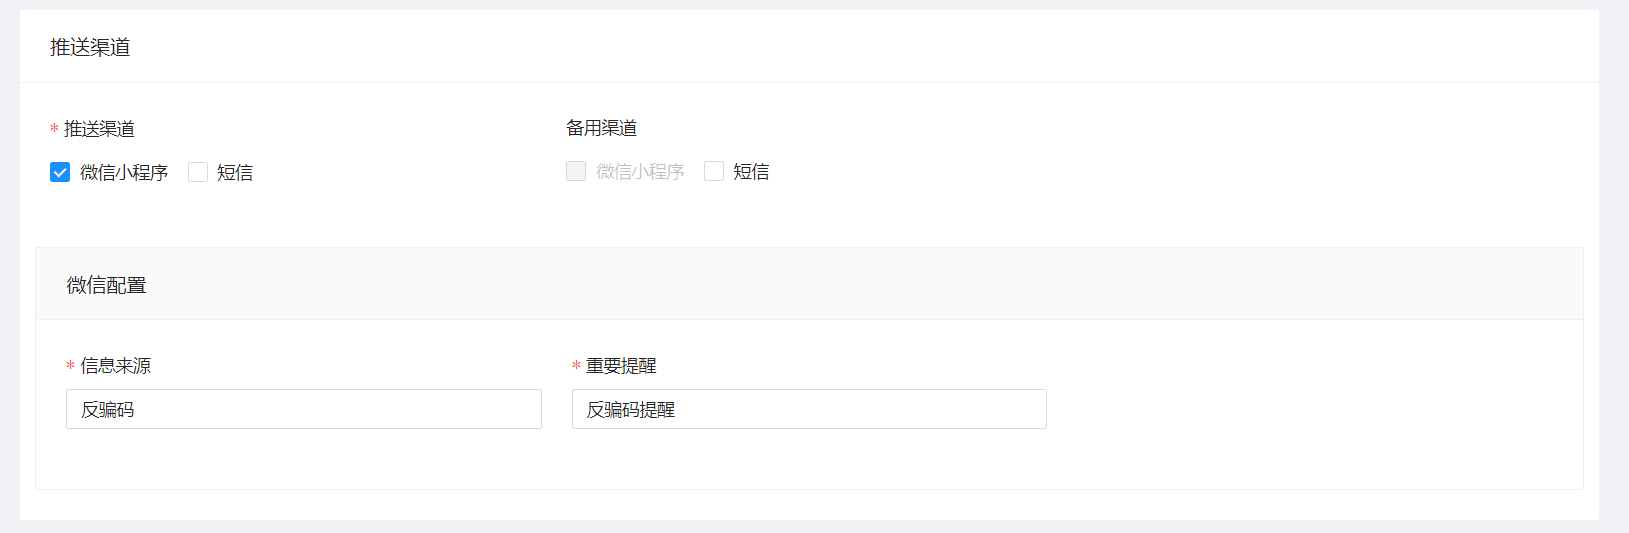 推送渠道
* 推送渠道
备用渠道
微信小程序 短信
微信小程序 短信
微信配置
* 信息来源
* 重要提醒
反骗码
反骗码提醒